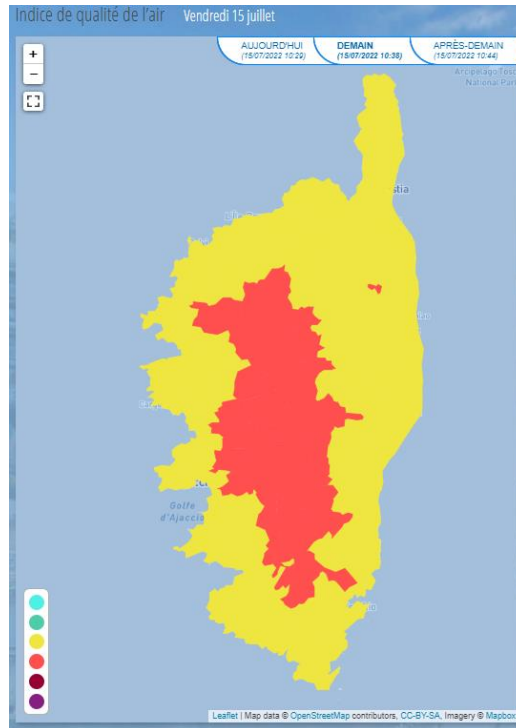 Indice de qualité de l'air Vendredi 15 juillet
+
−
AUJOURD'HUI
(15/07/2022 10:29)
DEMAIN
(15/07/2022 10:38)
APRÈS-DEMAIN
(15/07/2022 10:44)
National Par
Golfe
d'Ajaccio
Leaflet | Map data © OpenStreetMap contributors, CC-BY-SA, Imagery © Mapbox